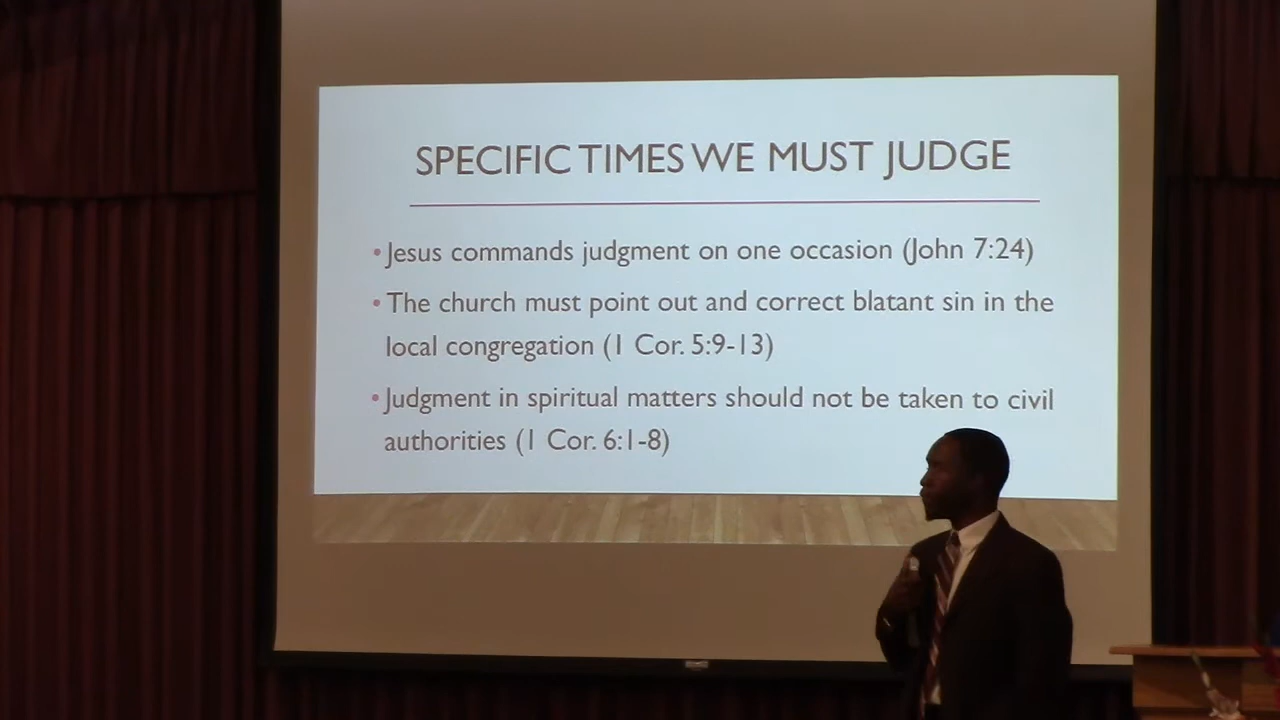 SPECIFIC TIMES WE MUST JUDGE
• Jesus commands judgment on one occasion (John 7:24)
• The church must point out and correct blatant sin in the
local congregation (1 Cor. 5:9-13)
• Judgment in spiritual matters should not be taken to civil
authorities (1 Cor. 6:1-8)